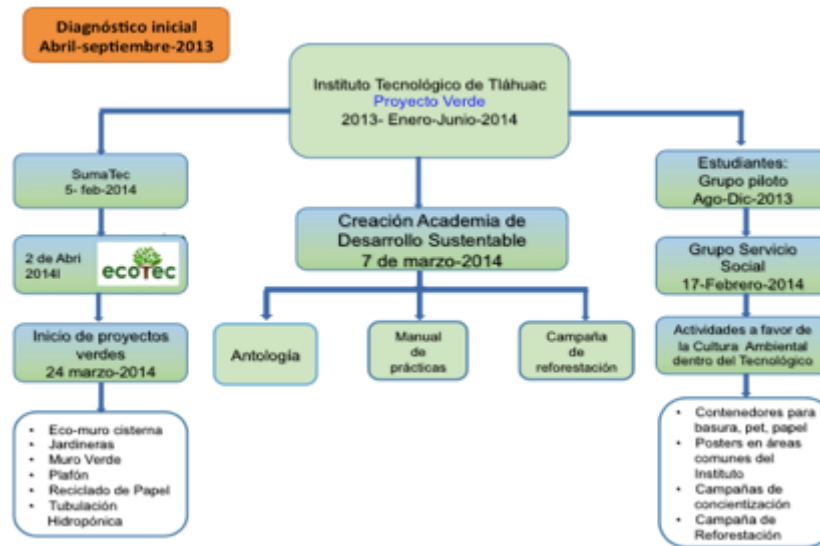 Diagnóstico inicial
Abril-septiembre-2013
Instituto Tecnológico de Tláhuac
Proyecto Verde
2013- Enero-Junio-2014
SumaTec
5- feb-2014
2 de Abri
2014l
ecoTec
Inicio de proyectos
verdes
24 marzo-2014
• Eco-muro cisterna
• Jardineras
• Muro Verde
• Plafón
• Reciclado de Papel
• Tubulación
Hidropónica
Creación Academia de
Desarrollo Sustentable
7 de marzo-2014
Antología
Manual
de
prácticas
Campaña
de
reforestación
Estudiantes:
Grupo piloto
Ago-Dic-2013
Grupo Servicio
Social
17-Febrero-2014
Actividades a favor de
la Cultura Ambiental
dentro del Tecnológico
• Contenedores para
basura, pet, papel
• Posters en áreas
comunes del
Instituto
• Campañas de
concientización
• Campaña de
Reforestación